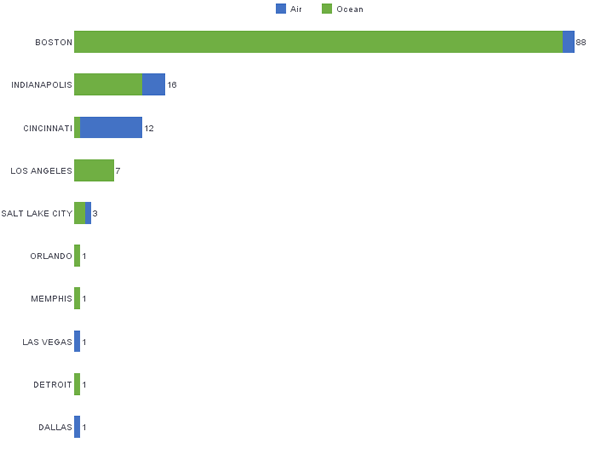 Air Ocean
BOSTON 88
INDIANAPOLIS 16
CINCINNATI 12
LOS ANGELES 7
SALT LAKE CITY 3
ORLANDO 1
MEMPHIS 1
LAS VEGAS 1
DETROIT 1
DALLAS 1